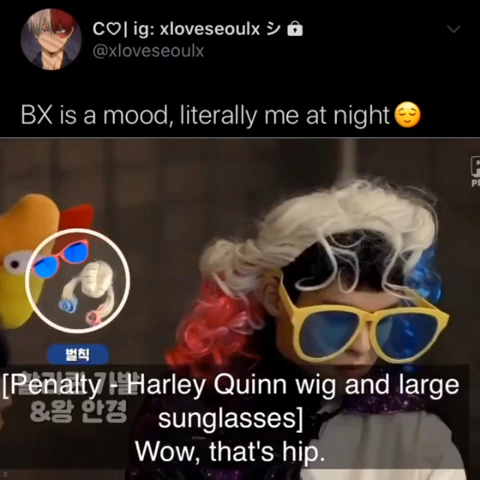 C♡| ig: xloveseoulx シ 🔒
@xloveseoulx
BX is a mood, literally me at night😌
벌칙
&왕 안경
[Penalty - Harley Quinn wig and large
sunglasses]
Wow, that's hip.